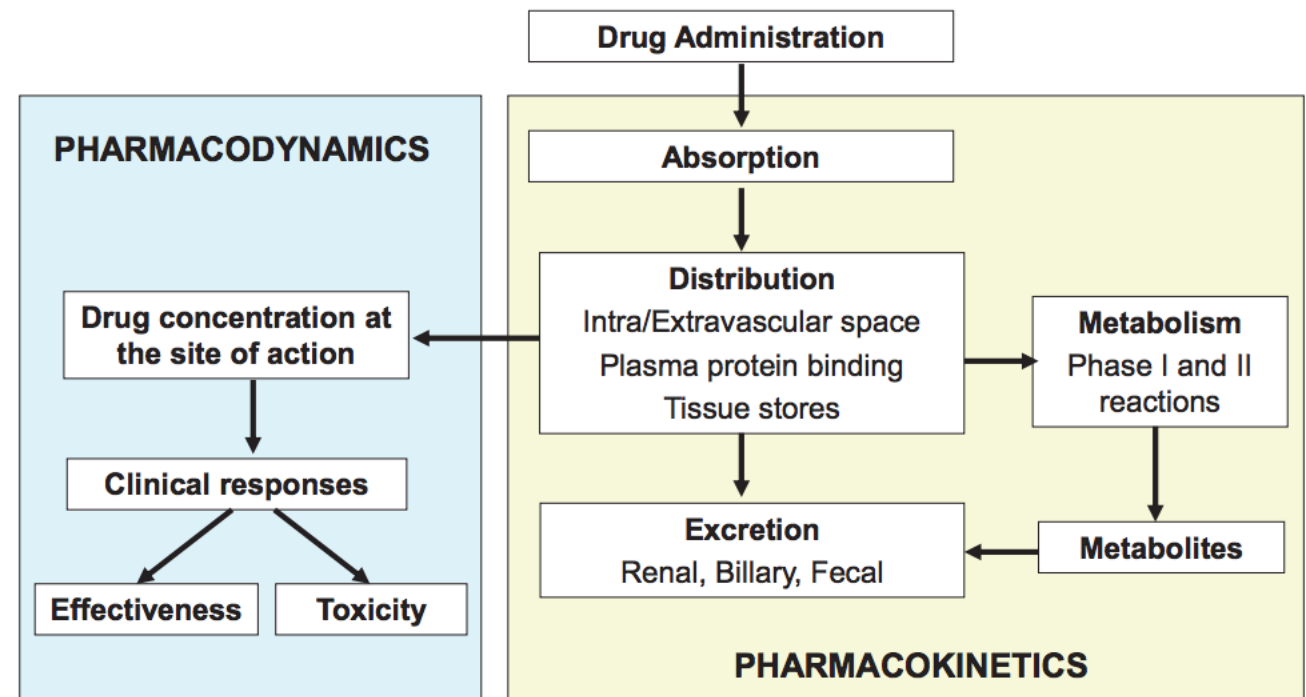 Drug Administration
PHARMACODYNAMICS
Absorption
Distribution
Intra/Extravascular space
Plasma protein binding
Tissue stores
Drug concentration at
the site of action
Metabolism
Phase I and II
reactions
Clinical responses
Excretion
Renal, Billary, Fecal
Metabolites
Effectiveness
Toxicity
PHARMACOKINETICS